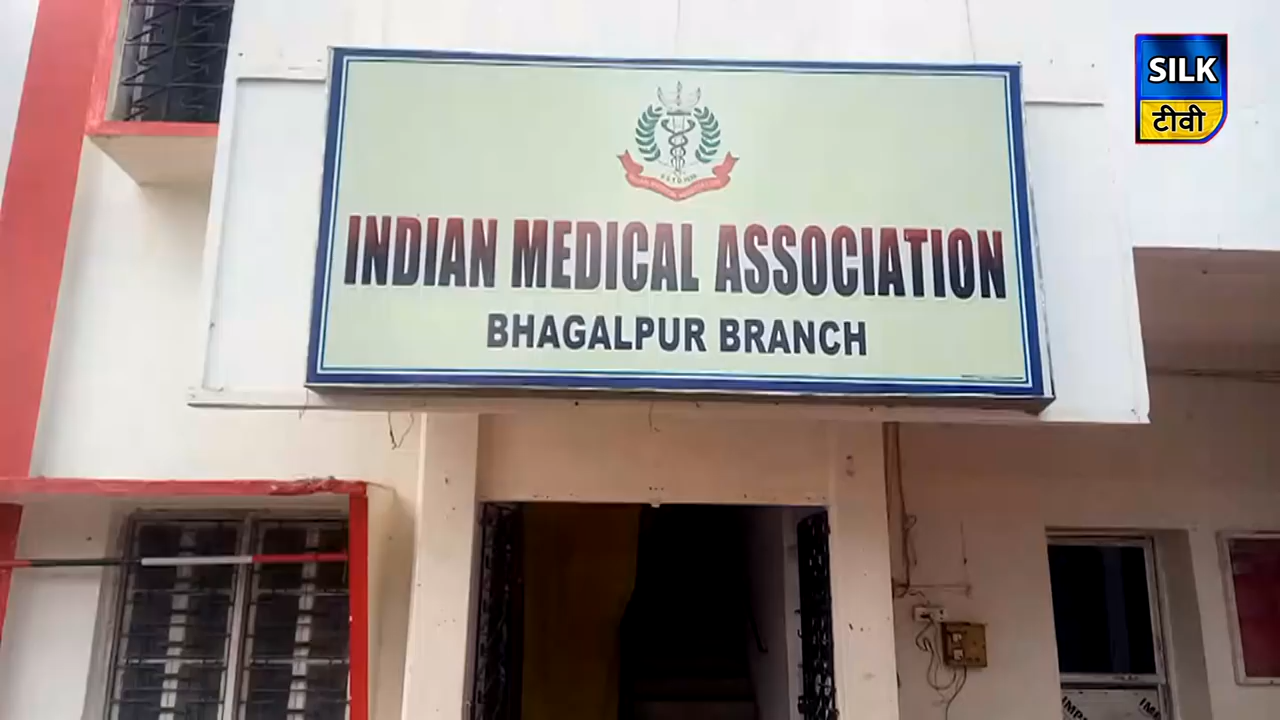 SILK
टीवी
INDIAN MEDICAL ASSOCIATION
BHAGALPUR BRANCH